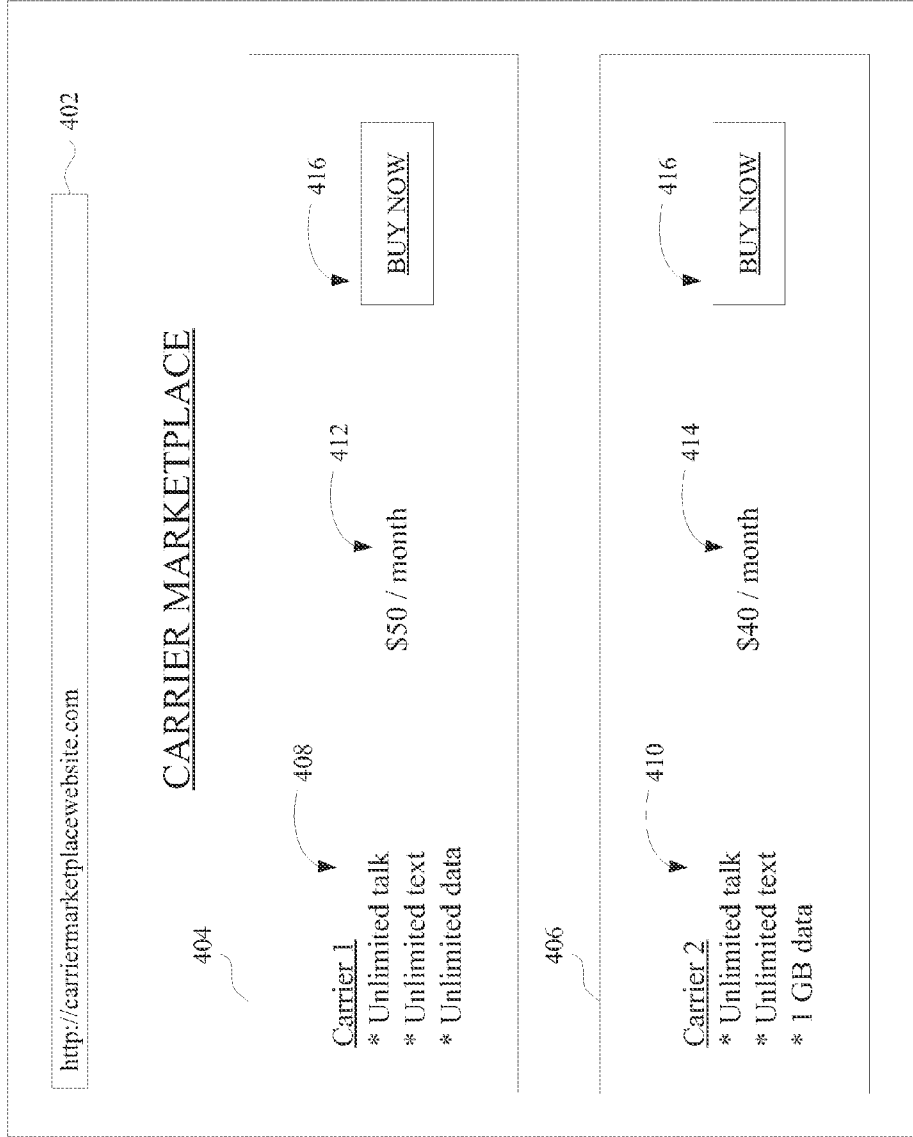 http://carriermarketplacewebsite.com
402
CARRIER MARKETPLACE
404
408
412
416
Carrier 1
* Unlimited talk
* Unlimited text
* Unlimited data
$50 / month
BUY NOW
406
410
414
416
Carrier 2
* Unlimited talk
* Unlimited text
* 1 GB data
$40 / month
BUY NOW